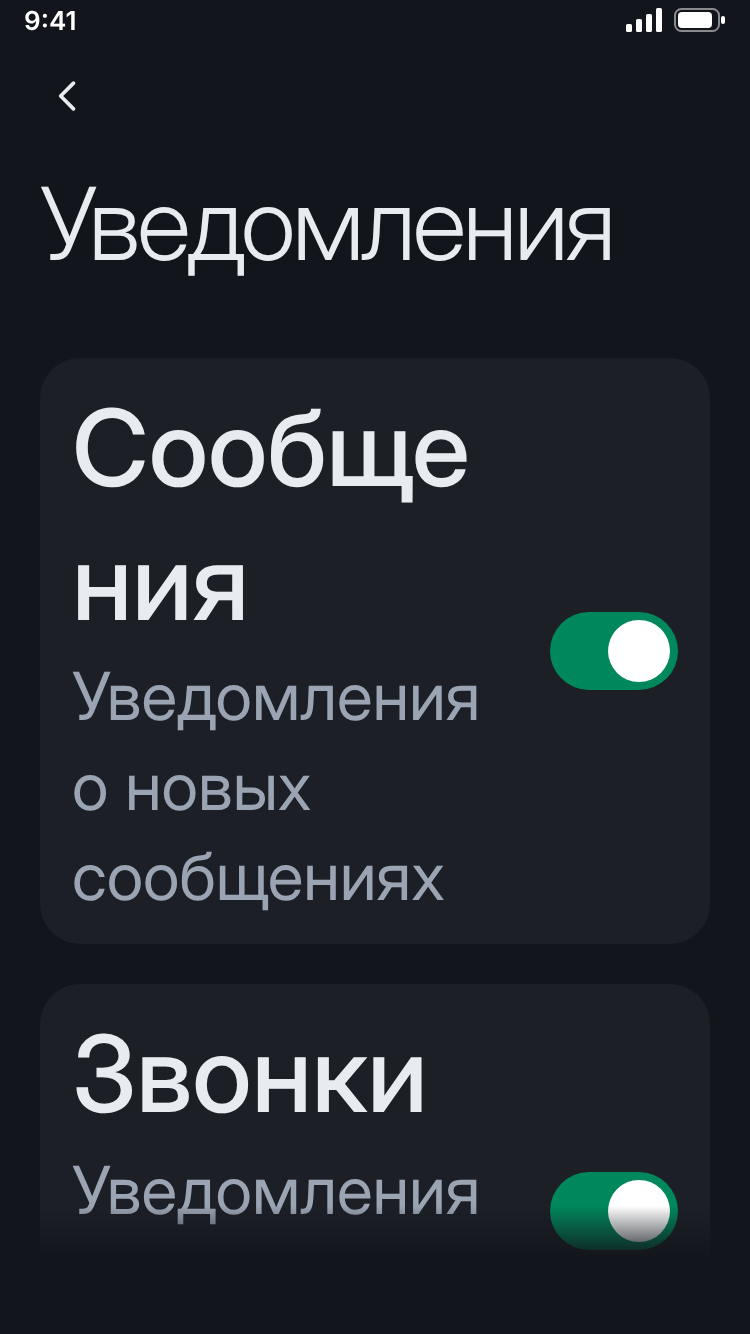 9:41
Уведомления
Сообще
ния
Уведомления
о новых
сообщениях
Звонки
Уведомления